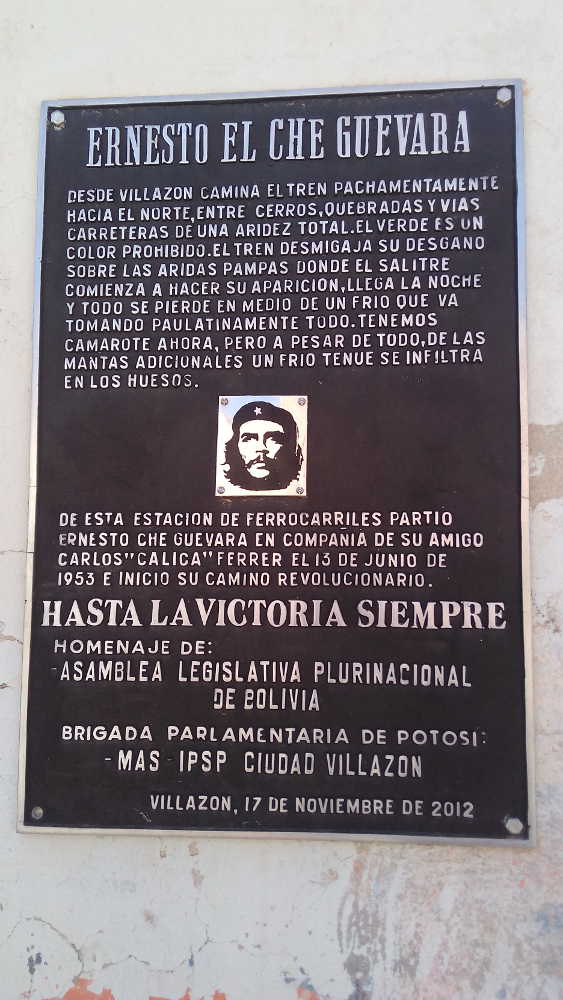 ERNESTO EL CHE GUEVARA
DESDE VILLAZON CAMINA EL TREN PACHAMENTAMENTE
HACIA EL NORTE, ENTRE CERROS, QUEBRADAS Y VIAS
CARRETERAS DE UNA ARIDEZ TOTAL. EL VERDE ES UN
COLOR PROHIBIDO. EL TREN DESMIGAJA SU DESGANO
SOBRE LAS ARIDAS PAMPAS DONDE EL SALITRE
COMIENZA A HACER SU APARICION, LLEGA LA NOCHE
Y TODO SE PIERDE EN MEDIO DE UN FRIO QUE VA
TOMANDO PAULATINAMENTE TODO. TENEMOS
CAMAROTE AHORA, PERO A PESAR DE TODO, DE LAS
MANTAS ADICIONALES UN FRIO TENUE SE INFILTRA
EN LOS HUESOS.
DE ESTA ESTACION DE FERROCARRILES PARTIO
ERNESTO CHE GUEVARA EN COMPAÑIA DE SU AMIGO
CARLOS "CALICA" FERRER EL 13 DE JUNIO DE
1953 E INICIO SU CAMINO REVOLUCIONARIO.
HASTA LA VICTORIA SIEMPRE
HOMENAJE DE:
-ASAMBLEA LEGISLATIVA PLURINACIONAL
DE BOLIVIA
BRIGADA PARLAMENTARIA DE POTOSI:
-MAS - IPSP CIUDAD VILLAZON
VILLAZON, 17 DE NOVIEMBRE DE 2012